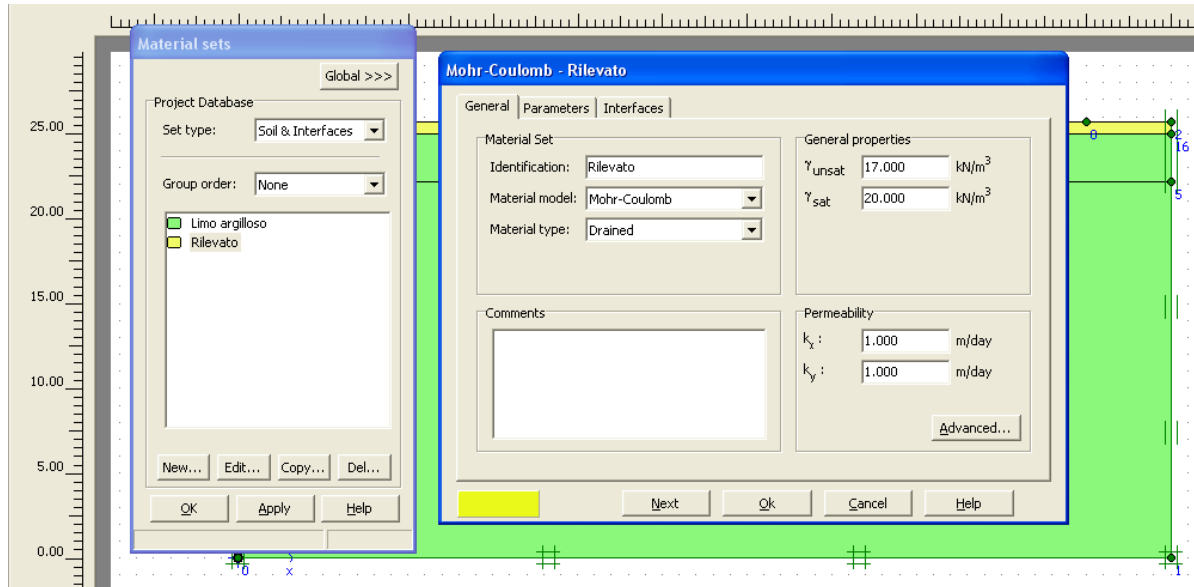 Material sets
Global >>>
Project Database
Set type: Soil & Interfaces
Group order: None
Limo argilloso
Rilevato
New... Edit... Copy... Del...
OK Apply Help
Mohr-Coulomb - Rilevato
General Parameters Interfaces
Material Set
Identification: Rilevato
Material model: Mohr-Coulomb
Material type: Drained
Comments
General properties
γunsat 17.000 kN/m³
γsat 20.000 kN/m³
Permeability
kx : 1.000 m/day
ky : 1.000 m/day
Advanced...
Next Ok Cancel Help
25.00
20.00
15.00
10.00
5.00
0.00
0 x
0
2
16
5
1